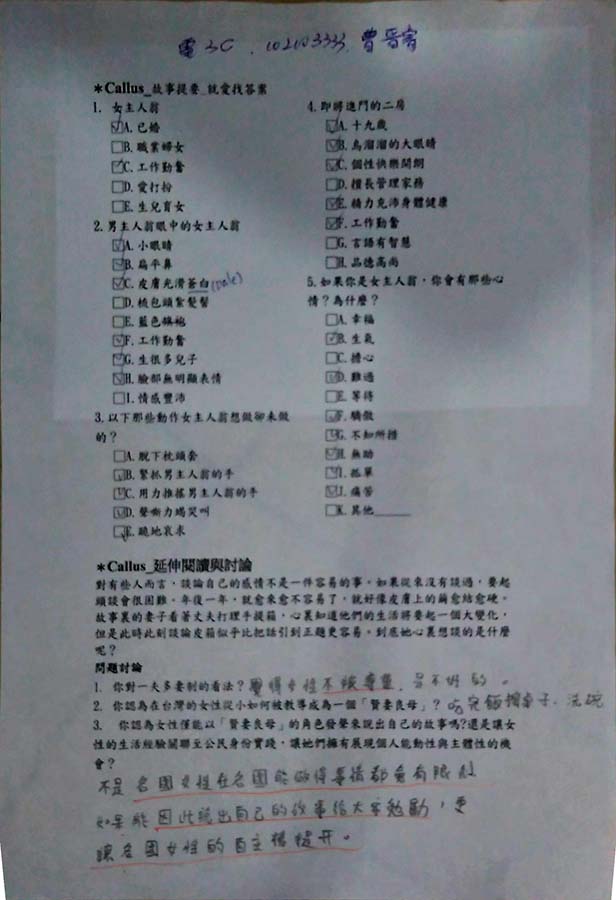 電3C . 102103333. 曹晉寄
*Callus_故事提要_就愛找答案
1. 女主人翁
☑A. 已婚
☐B. 職業婦女
☑C. 工作勤奮
☐D. 愛打扮
☐E. 生兒育女
2. 男主人翁眼中的女主人翁
☑A. 小眼睛
☑B. 扁平鼻
☑C. 皮膚光滑蒼白(pale)
☐D. 桃包頭紮髮髻
☐E. 藍色旗袍
☑F. 工作勤奮
☑G. 生很多兒子
☑H. 臉部無明顯表情
☐I. 情感豐沛
3. 以下那些動作女主人翁想做卻未做
的？
☐A. 脫下枕頭套
☑B. 緊抓男主人翁的手
☑C. 用力推搖男主人翁的手
☑D. 聲嘶力竭哭叫
☑E. 跪地哀求
4. 即將進門的二房
☑A. 十九歲
☑B. 烏溜溜的大眼睛
☑C. 個性快樂開朗
☐D. 擅長管理家務
☑E. 精力充沛身體健康
☑F. 工作勤奮
☐G. 言語有智慧
☐H. 品德高尚
5. 如果你是女主人翁，你會有那些心
情？為什麼？
☐A. 幸福
☑B. 生氣
☐C. 擔心
☑D. 難過
☐E. 等待
☑F. 驕傲
☑G. 不知所措
☑H. 無助
☑I. 孤單
☑J. 痛苦
☐K. 其他______
*Callus_延伸閱讀與討論
對有些人而言，談論自己的感情不是一件容易的事。如果從來沒有談過，要起
頭談會很困難。年復一年，就愈來愈不容易了，就好像皮膚上的繭愈結愈硬。
故事裏的妻子看著丈夫打理手提箱，心裏知道他們的生活將要起一個大變化，
但是此時此刻談論皮箱似乎比把話引到正題更容易。到底她心裏想談的是什麼
呢？
問題討論
1. 你對一夫多妻制的看法？覺得女性不被尊重，是不好的。
2. 你認為在台灣的女性從小如何被教導成為一個「賢妻良母」？吃完飯擦桌子、洗碗
3. 你認為女性僅能以「賢妻良母」的角色發聲來說出自己的故事嗎?還是讓女
性的生活經驗關聯至公民身份實踐，讓她們擁有展現個人能動性與主體性的機
會？
不是 各國女性在各國能做得事情都會有限制
如果能因此說出自己的故事給大家勉勵，更
讓各國女性的自主權提升。